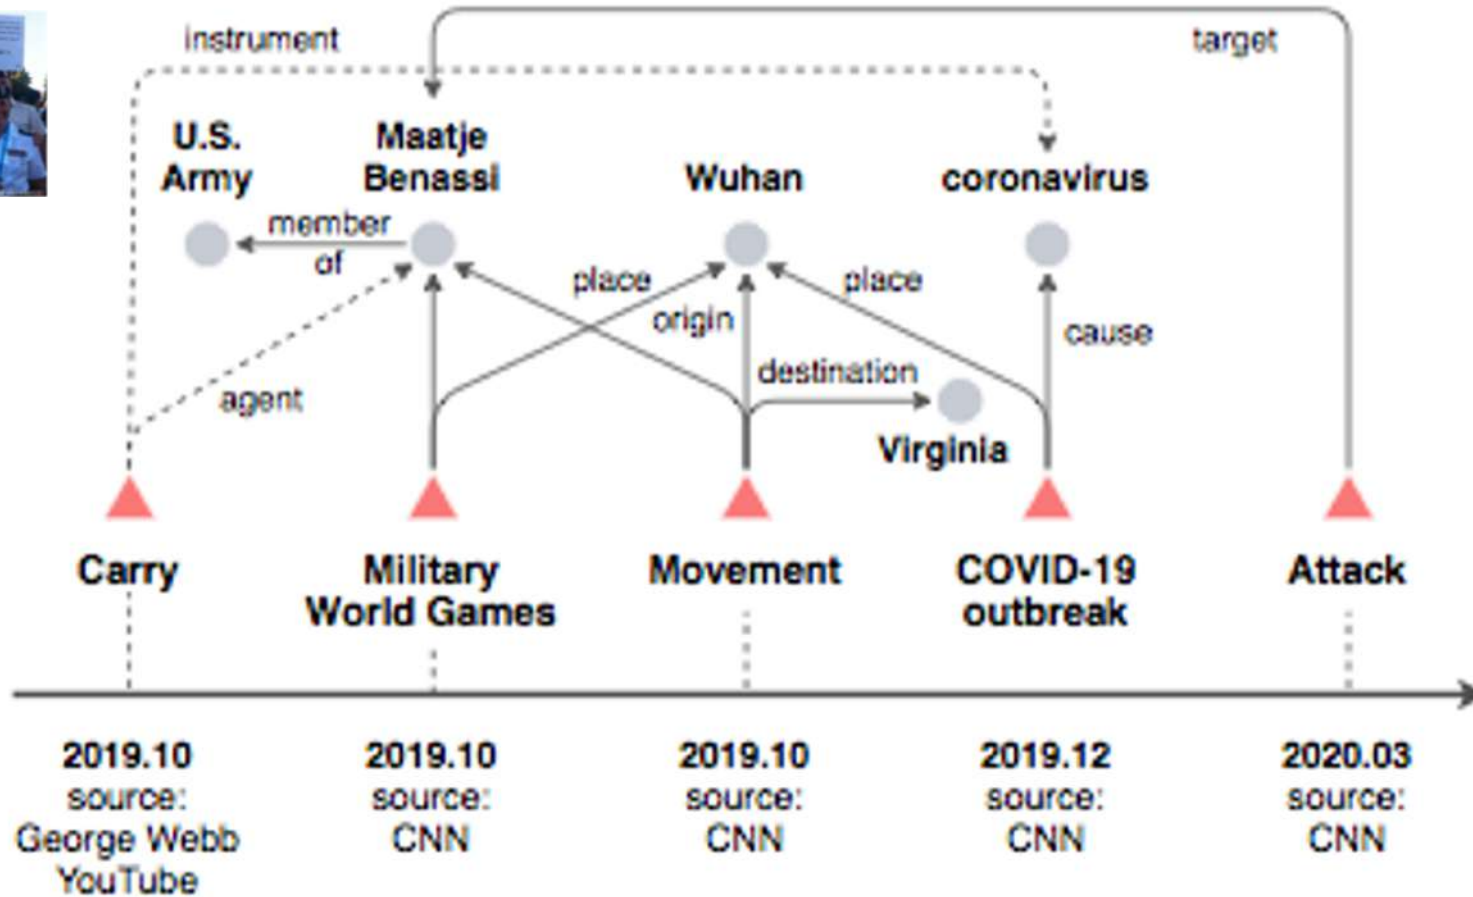 instrument
target
U.S.
Army
Maatje
Benassi
Wuhan
coronavirus
member
of
place
place
origin
cause
destination
agent
Virginia
Carry
Military
World Games
Movement
COVID-19
outbreak
Attack
2019.10
source:
George Webb
YouTube
2019.10
source:
CNN
2019.10
source:
CNN
2019.12
source:
CNN
2020.03
source:
CNN